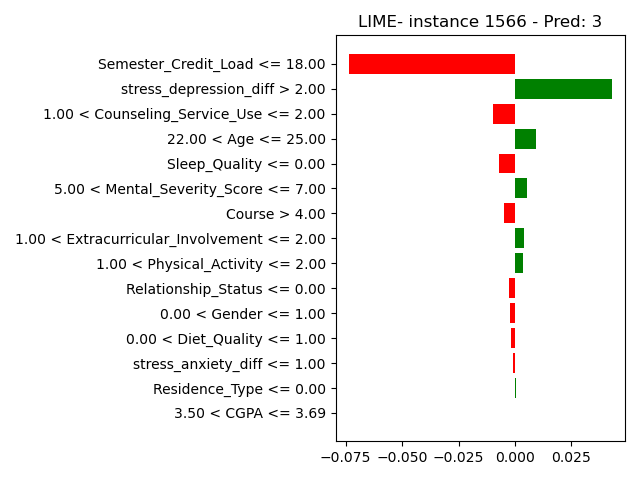 LIME- instance 1566 - Pred: 3
Semester_Credit_Load <= 18.00
stress_depression_diff > 2.00
1.00 < Counseling_Service_Use <= 2.00
22.00 < Age <= 25.00
Sleep_Quality <= 0.00
5.00 < Mental_Severity_Score <= 7.00
Course > 4.00
1.00 < Extracurricular_Involvement <= 2.00
1.00 < Physical_Activity <= 2.00
Relationship_Status <= 0.00
0.00 < Gender <= 1.00
0.00 < Diet_Quality <= 1.00
stress_anxiety_diff <= 1.00
Residence_Type <= 0.00
3.50 < CGPA <= 3.69
−0.075 −0.050 −0.025 0.000 0.025